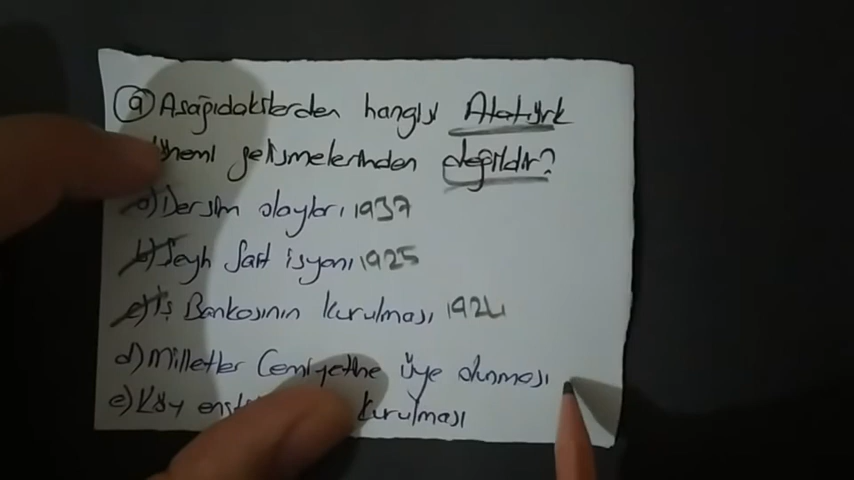 9) Aşağıdakilerden hangisi Atatürk
dönemi gelişmelerinden değildir?
a) Dersim olayları 1937
b) Şeyh Sait isyanı 1925
c) İş Bankasının kurulması 1924
d) Milletler Cemiyetine üye olunması
e) Köy kurulması